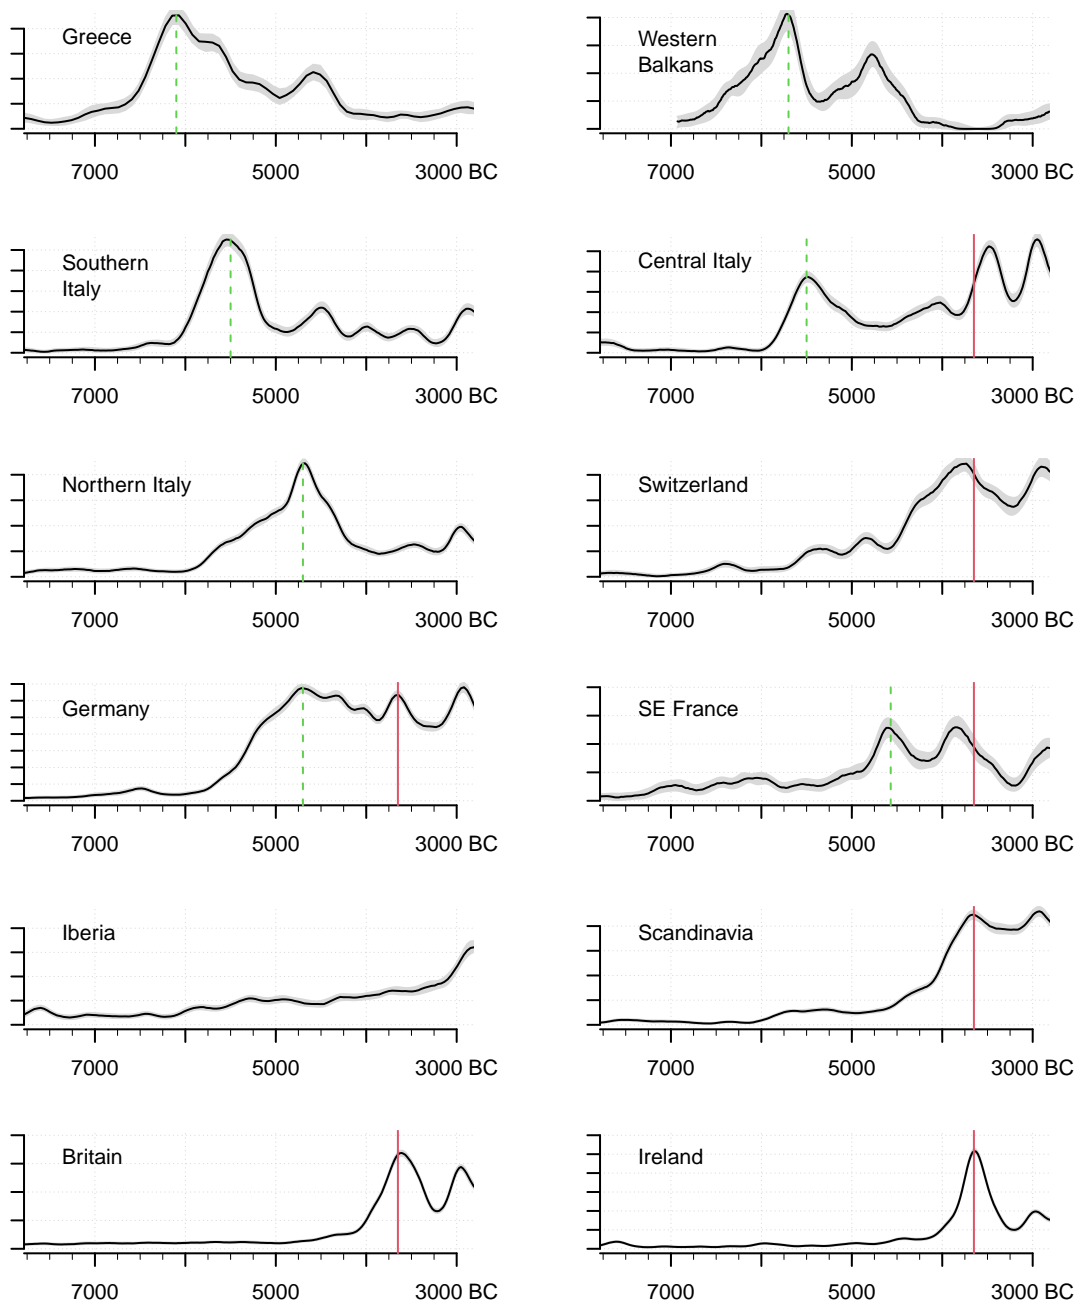 Greece
7000 5000 3000 BC
Western
Balkans
7000 5000 3000 BC
Southern
Italy
7000 5000 3000 BC
Central Italy
7000 5000 3000 BC
Northern Italy
7000 5000 3000 BC
Switzerland
7000 5000 3000 BC
Germany
7000 5000 3000 BC
SE France
7000 5000 3000 BC
Iberia
7000 5000 3000 BC
Scandinavia
7000 5000 3000 BC
Britain
7000 5000 3000 BC
Ireland
7000 5000 3000 BC